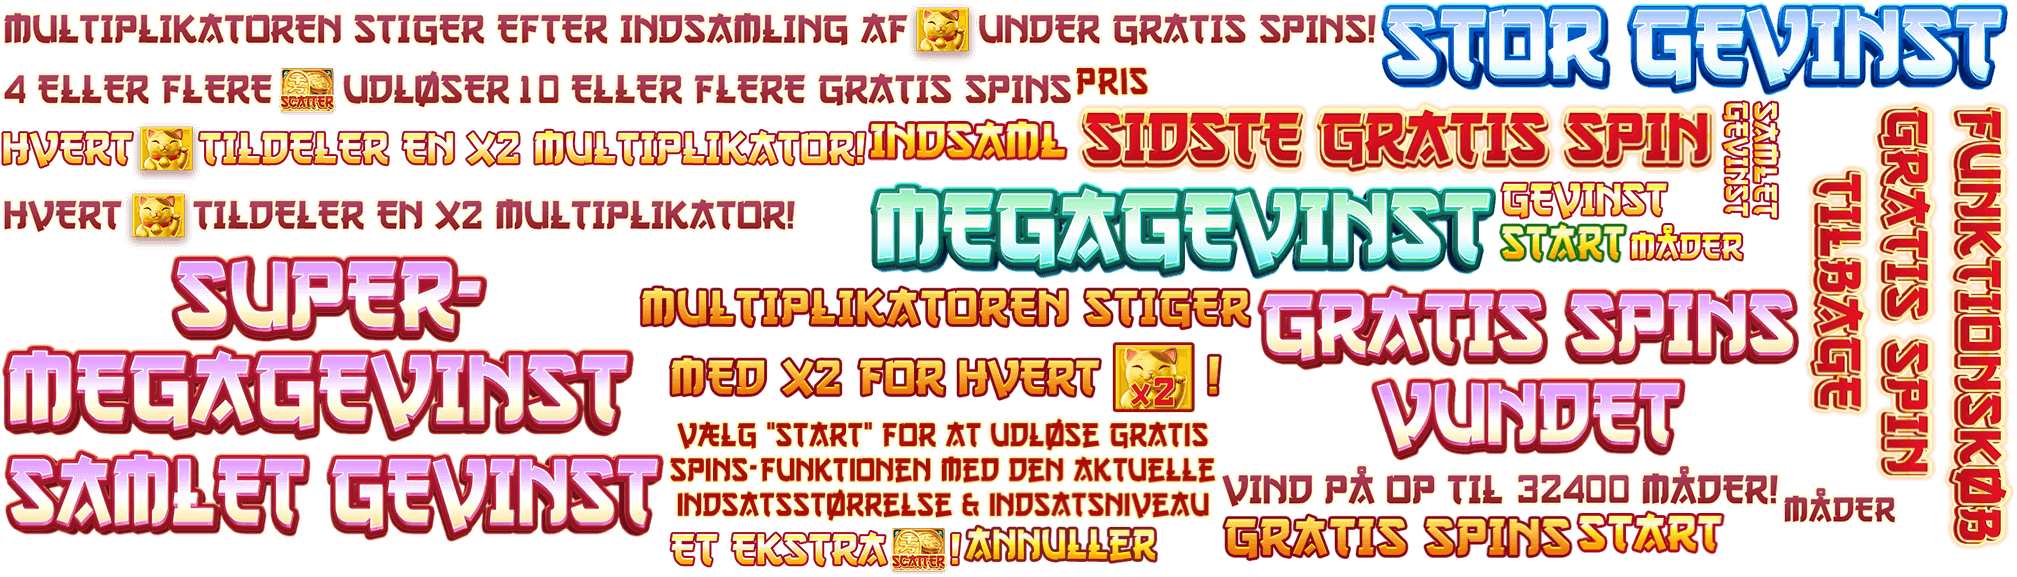 MULTIPLIKATOREN STIGER EFTER INDSAMLING AF UNDER GRATIS SPINS!
STOR GEVINST
4 ELLER FLERE SCATTER UDLØSER 10 ELLER FLERE GRATIS SPINS
PRIS
HVERT TILDELER EN X2 MULTIPLIKATOR!
INDSAML
SIDSTE GRATIS SPIN
SAMLET
GEVINST
FUNKTIONSKØB
GRATIS SPIN
TILBAGE
HVERT TILDELER EN X2 MULTIPLIKATOR!
MEGAGEVINST
GEVINST
START
MÅDER
SUPER-
MEGAGEVINST
SAMLET GEVINST
MULTIPLIKATOREN STIGER
MED X2 FOR HVERT X2 !
GRATIS SPINS
VUNDET
VÆLG "START" FOR AT UDLØSE GRATIS
SPINS-FUNKTIONEN MED DEN AKTUELLE
INDSATSSTØRRELSE & INDSATSNIVEAU
VIND PÅ OP TIL 32400 MÅDER!
MÅDER
ET EKSTRA SCATTER !
ANNULLER
GRATIS SPINS
START